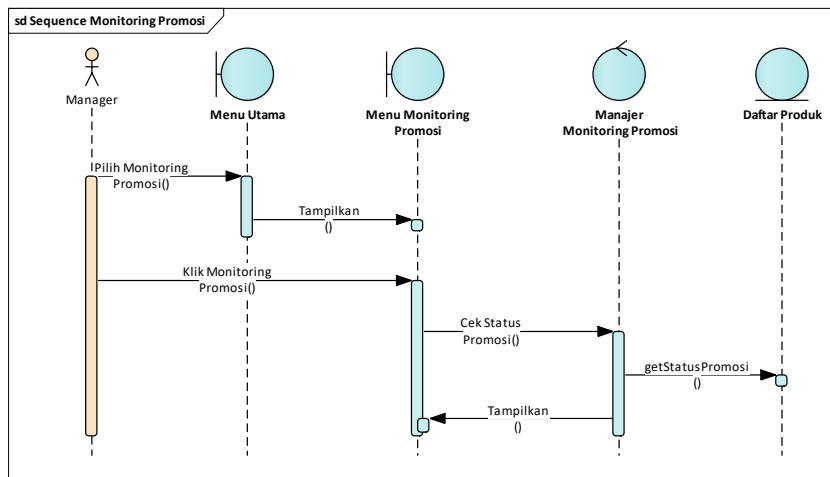 sd Sequence Monitoring Promosi
Manager
Menu Utama
Menu Monitoring
Promosi
Manajer
Monitoring Promosi
Daftar Produk
Pilih Monitoring
Promosi()
Tampilkan
()
Klik Monitoring
Promosi()
Cek Status
Promosi()
getStatusPromosi
()
Tampilkan
()